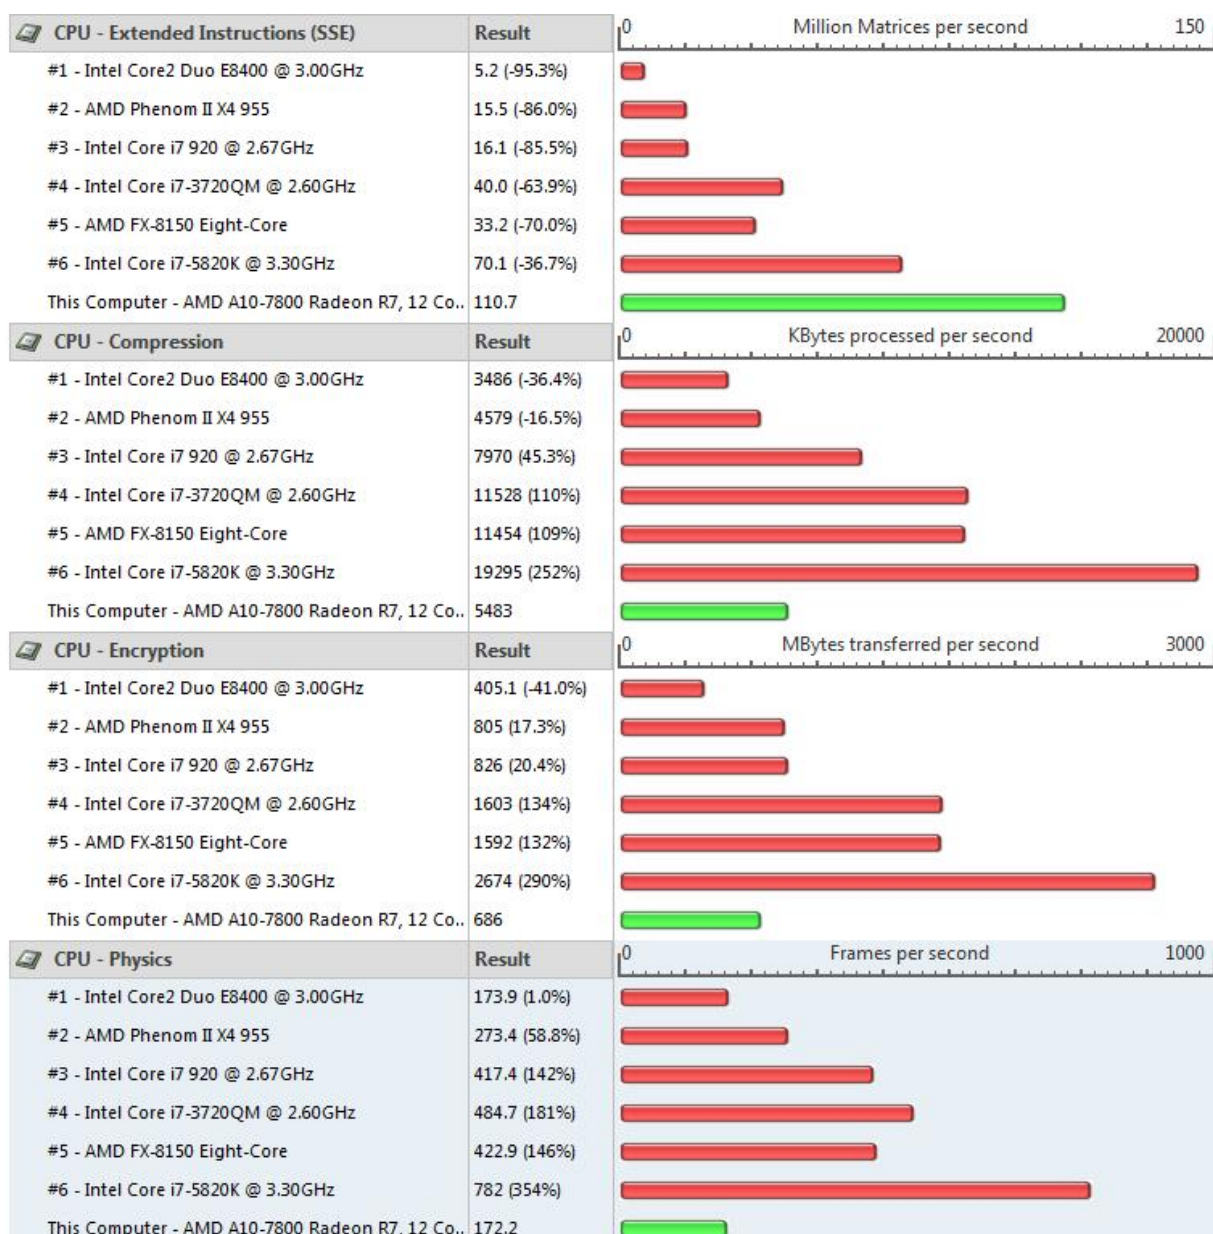 CPU - Extended Instructions (SSE) Result 0 Million Matrices per second 150
#1 - Intel Core2 Duo E8400 @ 3.00GHz 5.2 (-95.3%)
#2 - AMD Phenom II X4 955 15.5 (-86.0%)
#3 - Intel Core i7 920 @ 2.67GHz 16.1 (-85.5%)
#4 - Intel Core i7-3720QM @ 2.60GHz 40.0 (-63.9%)
#5 - AMD FX-8150 Eight-Core 33.2 (-70.0%)
#6 - Intel Core i7-5820K @ 3.30GHz 70.1 (-36.7%)
This Computer - AMD A10-7800 Radeon R7, 12 Co.. 110.7
CPU - Compression Result 0 KBytes processed per second 20000
#1 - Intel Core2 Duo E8400 @ 3.00GHz 3486 (-36.4%)
#2 - AMD Phenom II X4 955 4579 (-16.5%)
#3 - Intel Core i7 920 @ 2.67GHz 7970 (45.3%)
#4 - Intel Core i7-3720QM @ 2.60GHz 11528 (110%)
#5 - AMD FX-8150 Eight-Core 11454 (109%)
#6 - Intel Core i7-5820K @ 3.30GHz 19295 (252%)
This Computer - AMD A10-7800 Radeon R7, 12 Co.. 5483
CPU - Encryption Result 0 MBytes transferred per second 3000
#1 - Intel Core2 Duo E8400 @ 3.00GHz 405.1 (-41.0%)
#2 - AMD Phenom II X4 955 805 (17.3%)
#3 - Intel Core i7 920 @ 2.67GHz 826 (20.4%)
#4 - Intel Core i7-3720QM @ 2.60GHz 1603 (134%)
#5 - AMD FX-8150 Eight-Core 1592 (132%)
#6 - Intel Core i7-5820K @ 3.30GHz 2674 (290%)
This Computer - AMD A10-7800 Radeon R7, 12 Co.. 686
CPU - Physics Result 0 Frames per second 1000
#1 - Intel Core2 Duo E8400 @ 3.00GHz 173.9 (1.0%)
#2 - AMD Phenom II X4 955 273.4 (58.8%)
#3 - Intel Core i7 920 @ 2.67GHz 417.4 (142%)
#4 - Intel Core i7-3720QM @ 2.60GHz 484.7 (181%)
#5 - AMD FX-8150 Eight-Core 422.9 (146%)
#6 - Intel Core i7-5820K @ 3.30GHz 782 (354%)
This Computer - AMD A10-7800 Radeon R7, 12 Co.. 172.2